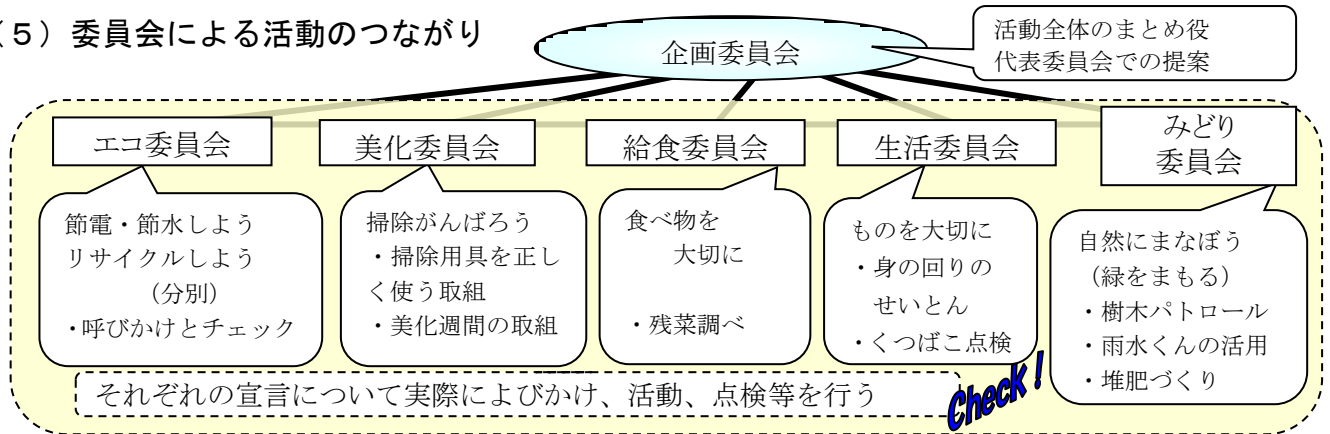 （５）委員会による活動のつながり
企画委員会
活動全体のまとめ役
代表委員会での提案
エコ委員会
節電・節水しよう
リサイクルしよう
（分別）
・呼びかけとチェック
美化委員会
掃除がんばろう
・掃除用具を正し
く使う取組
・美化週間の取組
給食委員会
食べ物を
大切に
・残菜調べ
生活委員会
ものを大切に
・身の回りの
せいとん
・くつばこ点検
みどり
委員会
自然にまなぼう
（緑をまもる）
・樹木パトロール
・雨水くんの活用
・堆肥づくり
それぞれの宣言について実際によびかけ、活動、点検等を行う
Check！